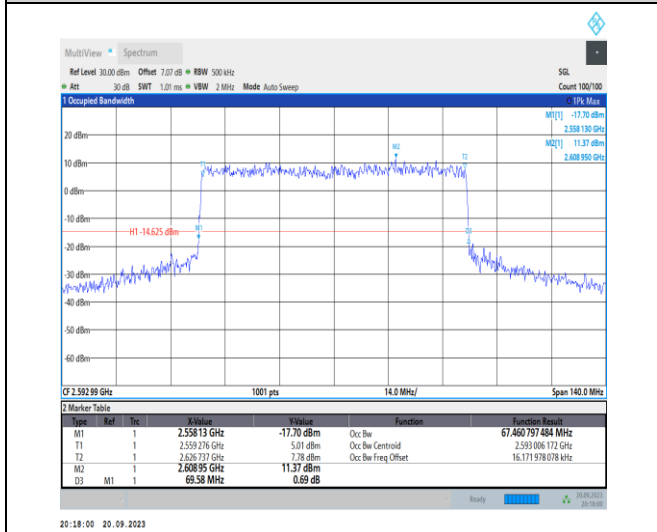 MultiView Spectrum
Ref Level 30.00 dBm Offset 7.07 dB RBW 500 kHz SGL
Att 30 dB SWT 1.01 ms VBW 2 MHz Mode Auto Sweep Count 100/100
1 Occupied Bandwidth 1Pk Max
M1[1] -17.70 dBm
2.558 130 GHz
M2[1] 11.37 dBm
2.608 950 GHz
20 dBm
M2
T1
T2
10 dBm
0 dBm
-10 dBm
H1 -14.625 dBm
M1
D3
-20 dBm
-30 dBm
-40 dBm
-50 dBm
-60 dBm
CF 2.592 99 GHz 1001 pts 14.0 MHz/ Span 140.0 MHz
2 Marker Table
Type Ref Trc X-Value Y-Value Function Function Result
M1 1 2.558 13 GHz -17.70 dBm Occ Bw 67.460 797 484 MHz
T1 1 2.559 276 GHz 5.01 dBm Occ Bw Centroid 2.593 006 172 GHz
T2 1 2.626 737 GHz 7.78 dBm Occ Bw Freq Offset 16.171 978 078 kHz
M2 1 2.608 95 GHz 11.37 dBm
D3 M1 1 69.58 MHz 0.69 dB
Ready 20.09.2023
20:18:00
20:18:00 20.09.2023